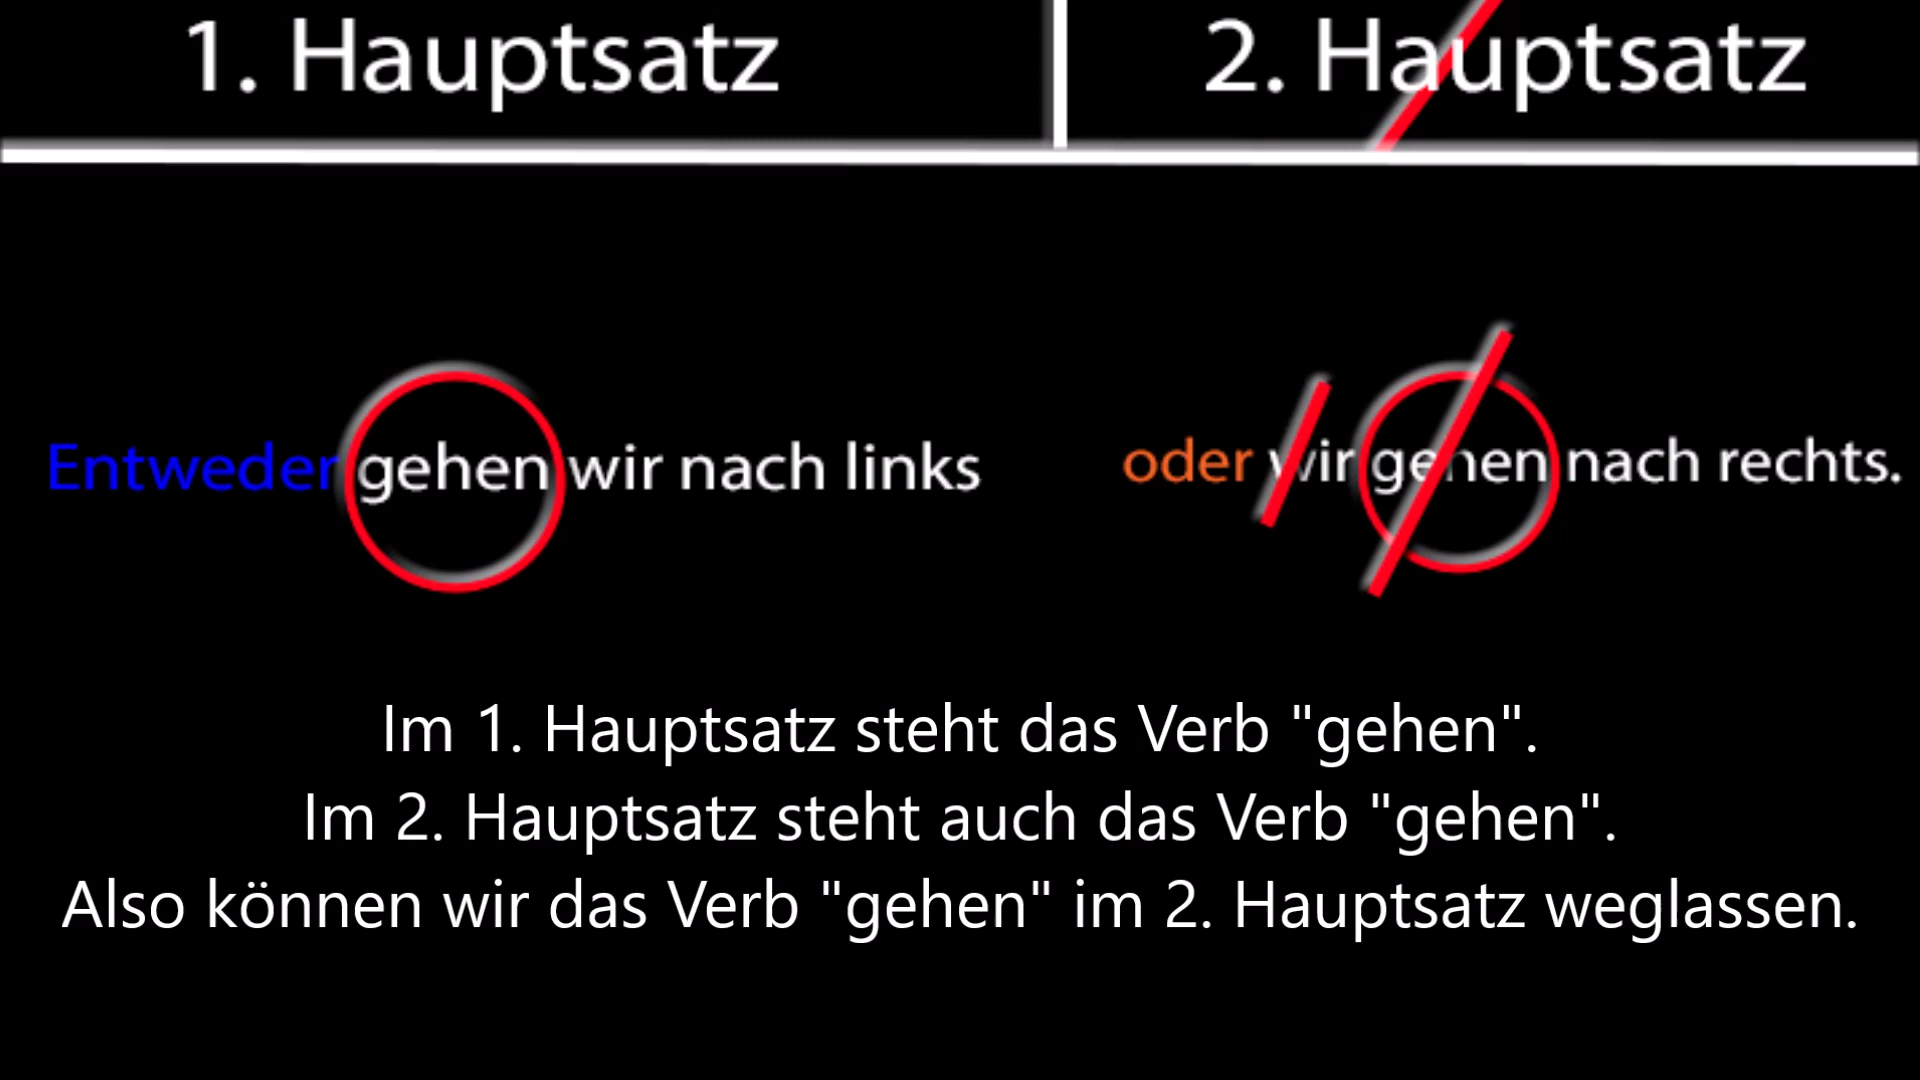 1. Hauptsatz
2. Hauptsatz
Entweder gehen wir nach links
oder wir gehen nach rechts.
Im 1. Hauptsatz steht das Verb "gehen".
Im 2. Hauptsatz steht auch das Verb "gehen".
Also können wir das Verb "gehen" im 2. Hauptsatz weglassen.